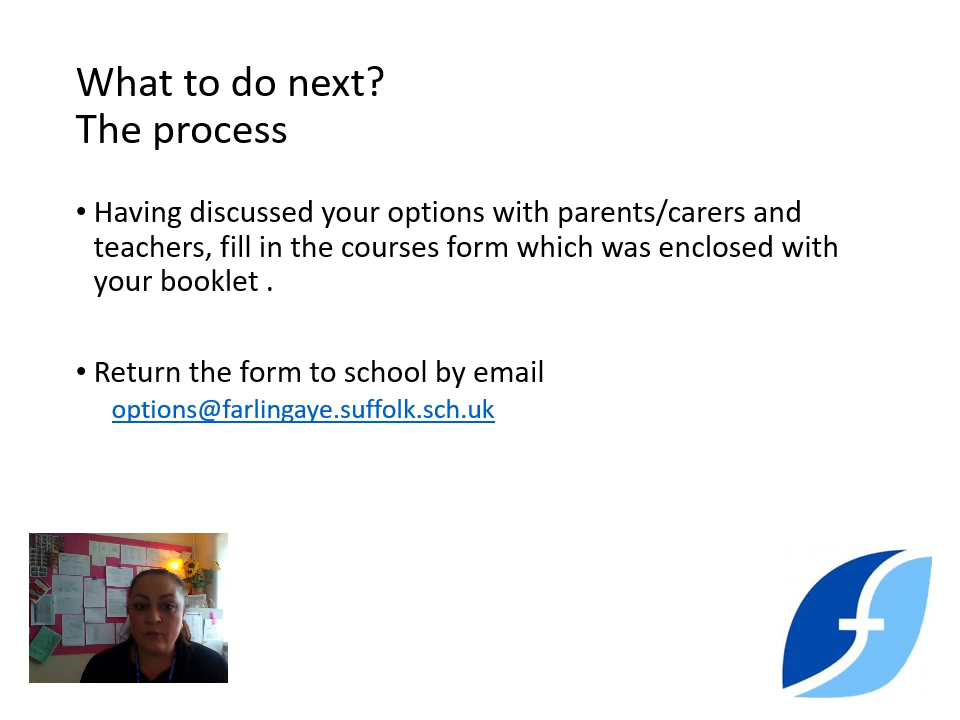 What to do next?
The process
• Having discussed your options with parents/carers and
teachers, fill in the courses form which was enclosed with
your booklet .
• Return the form to school by email
options@farlingaye.suffolk.sch.uk